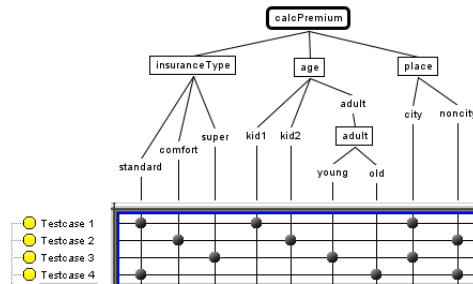 calcPremium
insuranceType age place
adult
city
noncity
super kid1 kid2
comfort
adult
standard
young old
Testcase 1
Testcase 2
Testcase 3
Testcase 4